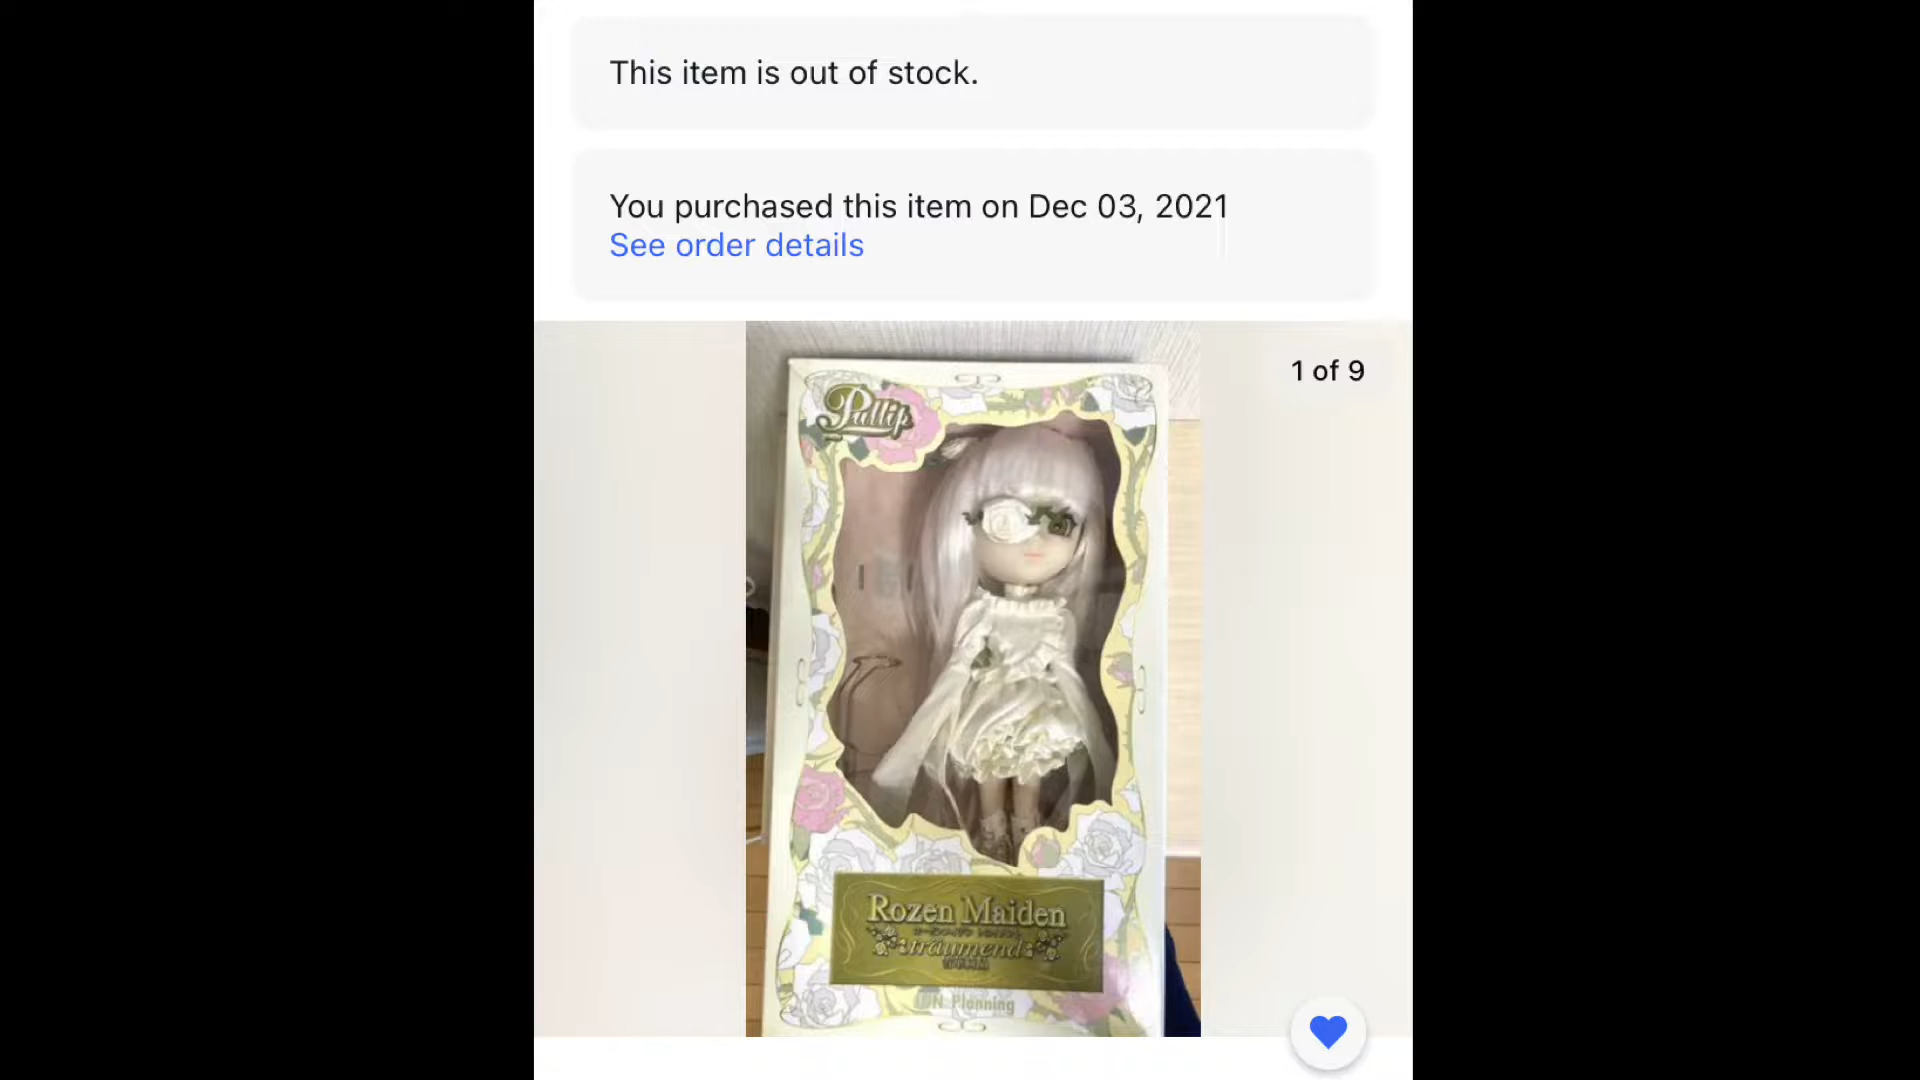 This item is out of stock.
You purchased this item on Dec 03, 2021
See order details
1 of 9
Pullip
Rozen Maiden
träumend
Planning